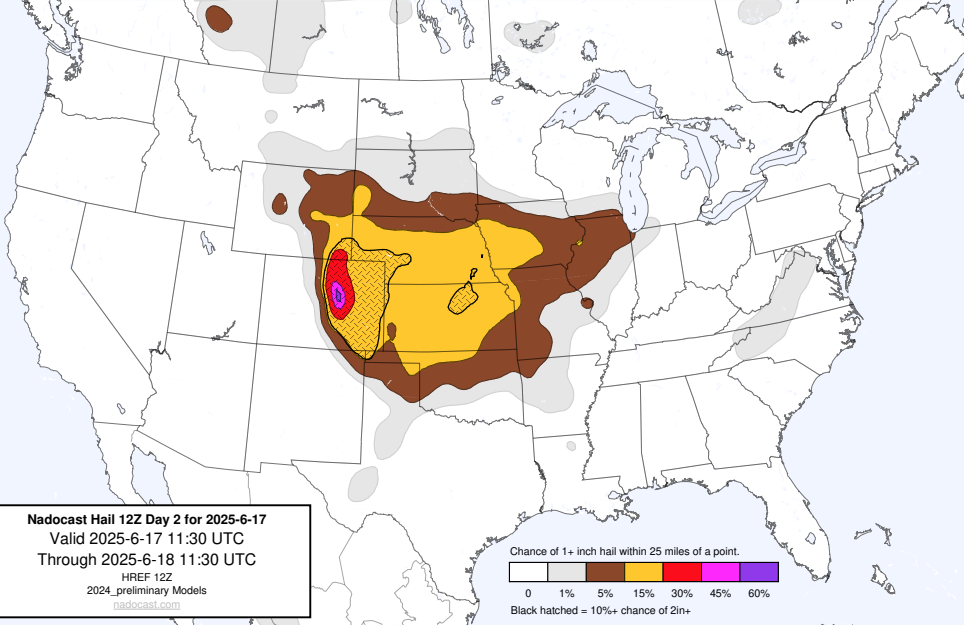 Nadocast Hail 12Z Day 2 for 2025-6-17
Valid 2025-6-17 11:30 UTC
Through 2025-6-18 11:30 UTC
HREF 12Z
2024_preliminary Models
nadocast.com
Chance of 1+ inch hail within 25 miles of a point.
0 1% 5% 15% 30% 45% 60%
Black hatched = 10%+ chance of 2in+